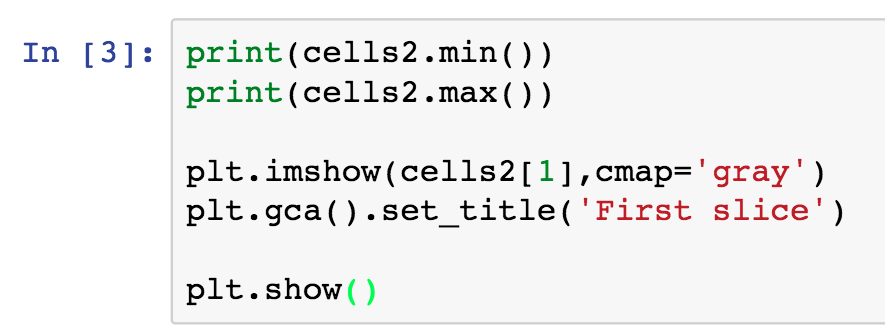 In [3]: print(cells2.min())
print(cells2.max())
plt.imshow(cells2[1],cmap='gray')
plt.gca().set_title('First slice')
plt.show()